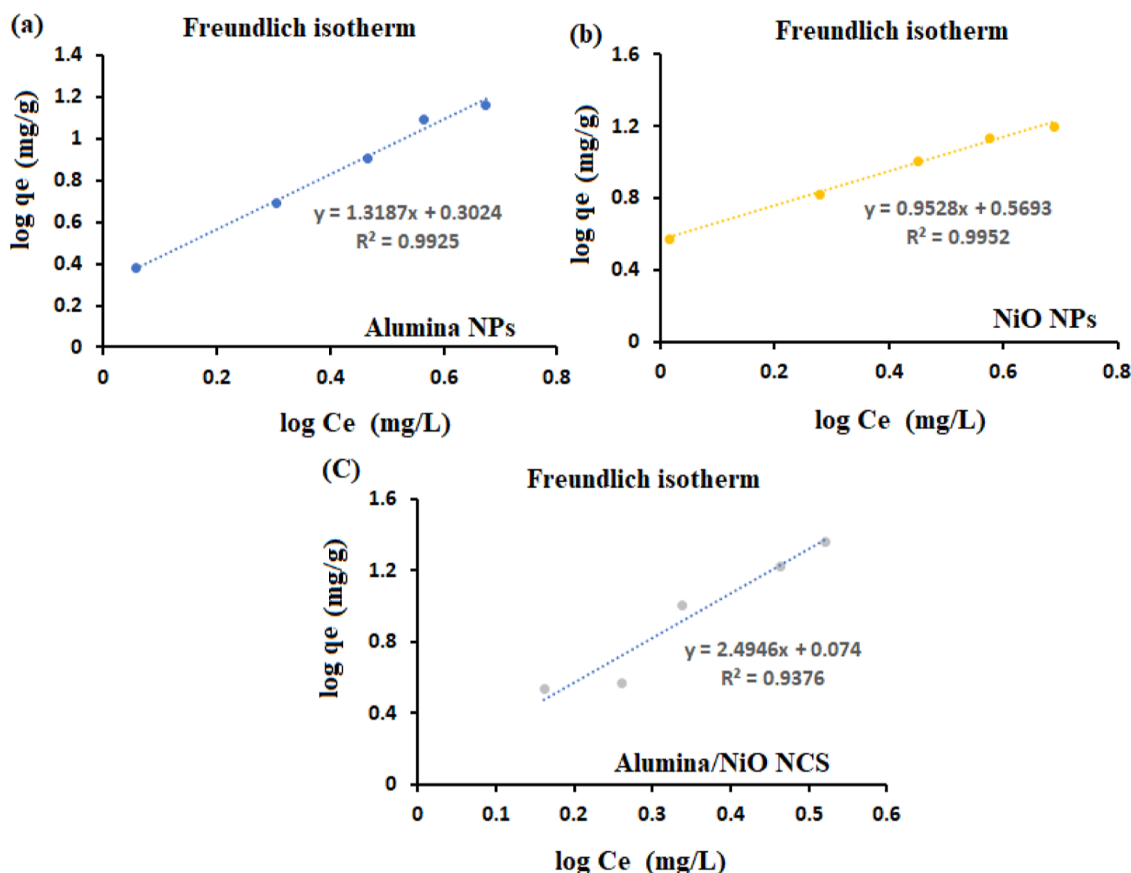 (a)
Freundlich isotherm
1.4
1.2
1
0.8
0.6
0.4
0.2
0
0
0.2
0.4
0.6
0.8
log qe (mg/g)
y = 1.3187x + 0.3024
R² = 0.9925
Alumina NPs
log Ce (mg/L)
(b)
Freundlich isotherm
1.6
1.2
0.8
0.4
0
0
0.2
0.4
0.6
0.8
log qe (mg/g)
y = 0.9528x + 0.5693
R² = 0.9952
NiO NPs
log Ce (mg/L)
(C)
Freundlich isotherm
1.6
1.2
0.8
0.4
0
0
0.1
0.2
0.3
0.4
0.5
0.6
log qe (mg/g)
y = 2.4946x + 0.074
R² = 0.9376
Alumina/NiO NCS
log Ce (mg/L)